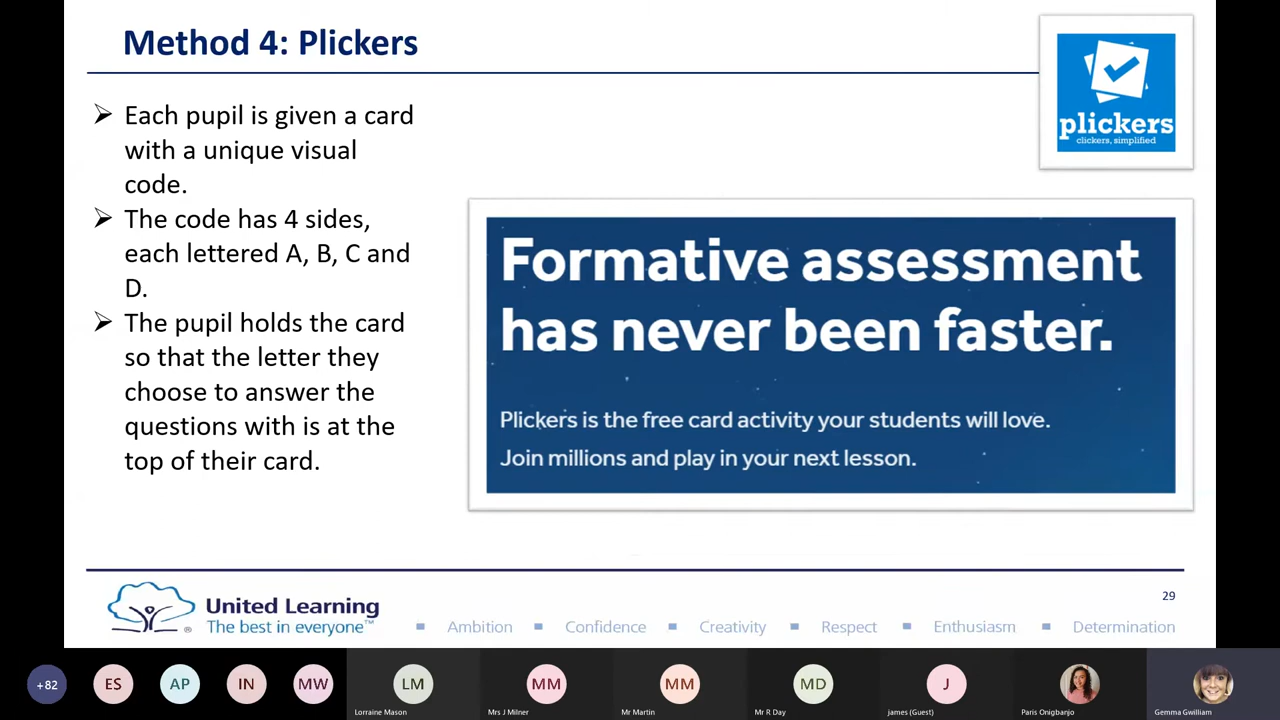 Method 4: Plickers
plickers
clickers, simplified
Each pupil is given a card
with a unique visual
code.
The code has 4 sides,
each lettered A, B, C and
D.
The pupil holds the card
so that the letter they
choose to answer the
questions with is at the
top of their card.
Formative assessment
has never been faster.
Plickers is the free card activity your students will love.
Join millions and play in your next lesson.
29
United Learning
The best in everyone™
Ambition Confidence Creativity Respect Enthusiasm Determination
+82 ES AP IN MW LM MM MM MD J
Lorraine Mason Mrs J Milner Mr Martin Mr R Day james (Guest) Paris Onigbanjo Gemma Gwilliam